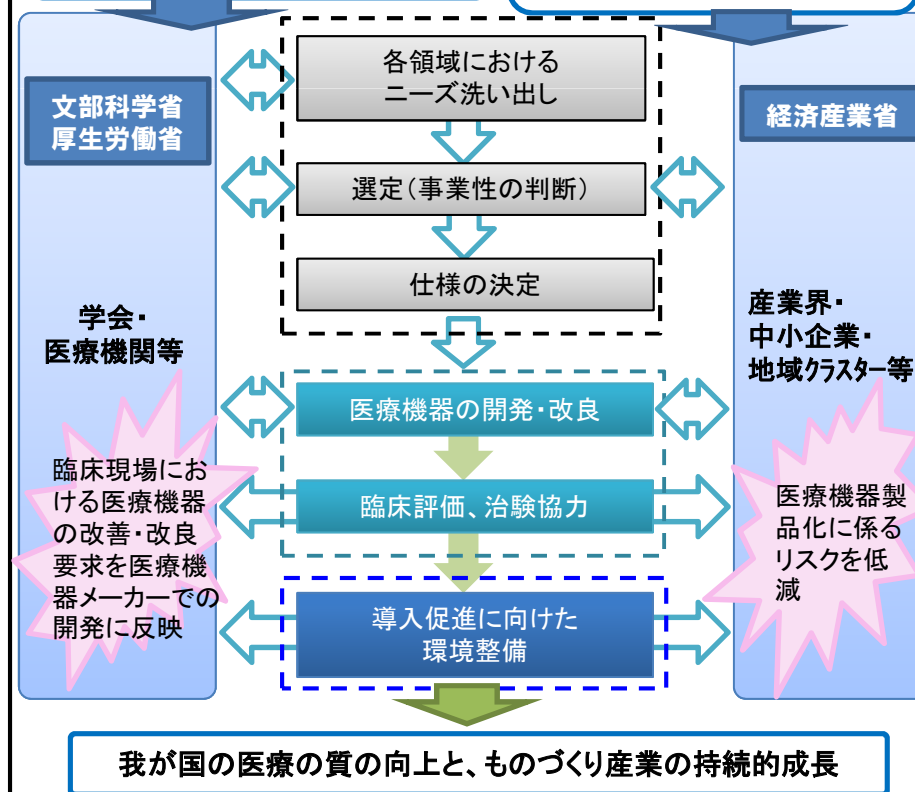 各領域における
ニーズ洗い出し
文部科学省
厚生労働省
経済産業省
選定（事業性の判断）
仕様の決定
学会・
医療機関等
産業界・
中小企業・
地域クラスター等
医療機器の開発・改良
臨床現場にお
ける医療機器
の改善・改良
要求を医療機
器メーカーでの
開発に反映
臨床評価、治験協力
医療機器製
品化に係る
リスクを低
減
導入促進に向けた
環境整備
我が国の医療の質の向上と、ものづくり産業の持続的成長